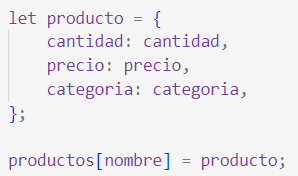 let producto = {
    cantidad: cantidad,
    precio: precio,
    categoria: categoria,
};

productos[nombre] = producto;